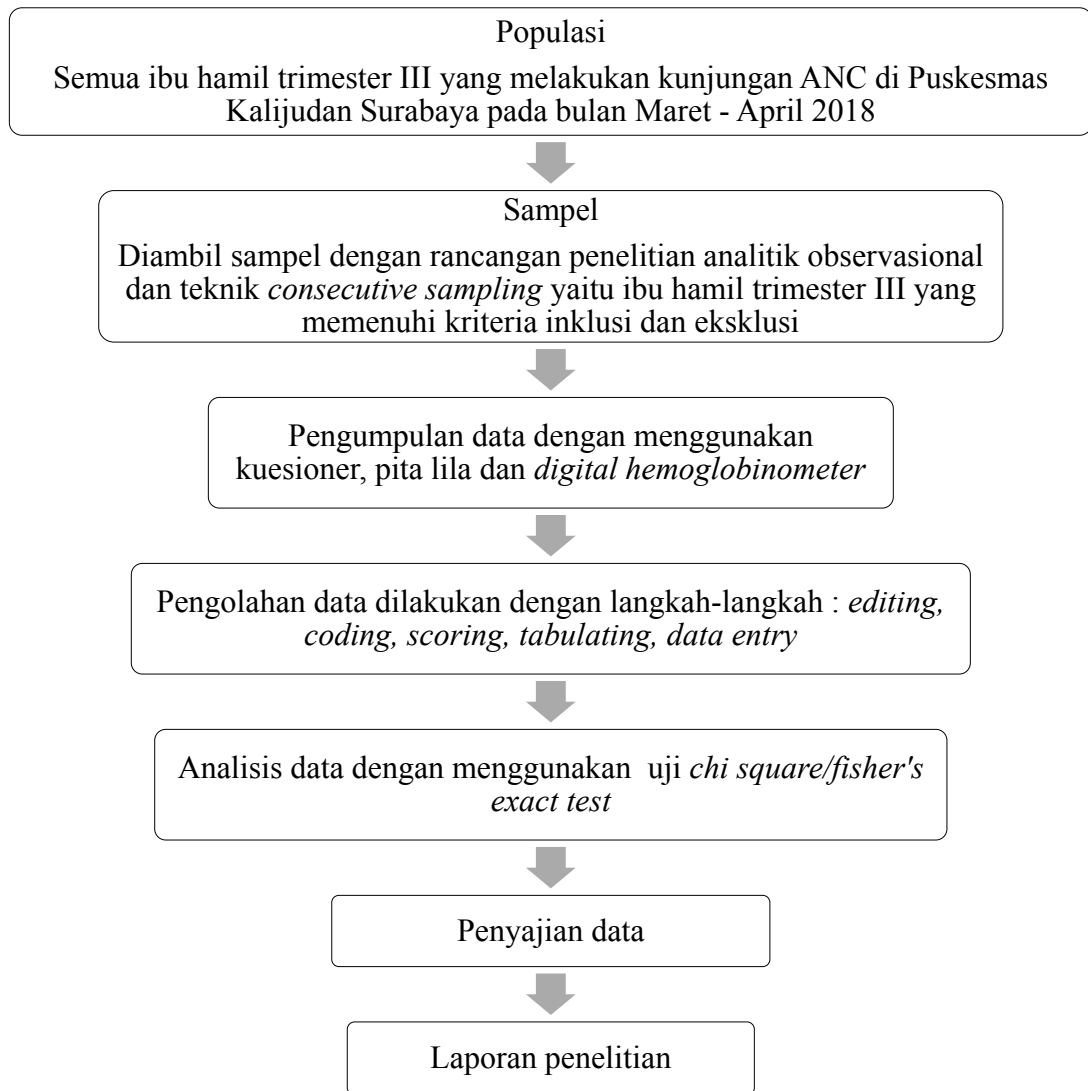 Populasi
Semua ibu hamil trimester III yang melakukan kunjungan ANC di Puskesmas
Kalijudan Surabaya pada bulan Maret - April 2018
Sampel
Diambil sampel dengan rancangan penelitian analitik observasional
dan teknik consecutive sampling yaitu ibu hamil trimester III yang
memenuhi kriteria inklusi dan eksklusi
Pengumpulan data dengan menggunakan
kuesioner, pita lila dan digital hemoglobinometer
Pengolahan data dilakukan dengan langkah-langkah : editing,
coding, scoring, tabulating, data entry
Analisis data dengan menggunakan  uji chi square/fisher's
exact test
Penyajian data
Laporan penelitian